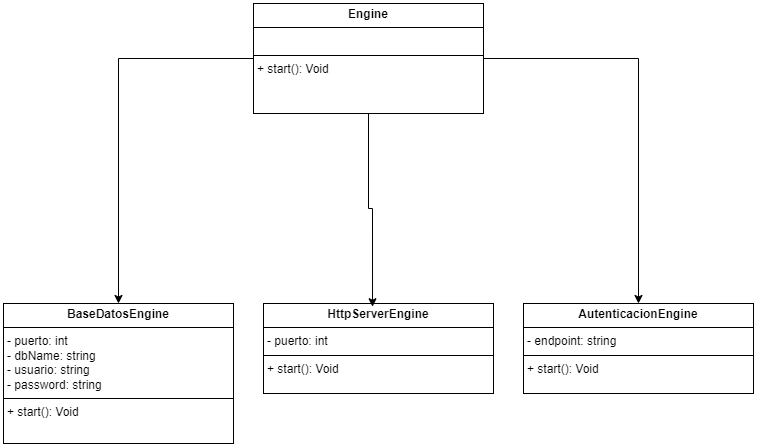 Engine
+ start(): Void
BaseDatosEngine
- puerto: int
- dbName: string
- usuario: string
- password: string
+ start(): Void
HttpServerEngine
- puerto: int
+ start(): Void
AutenticacionEngine
- endpoint: string
+ start(): Void